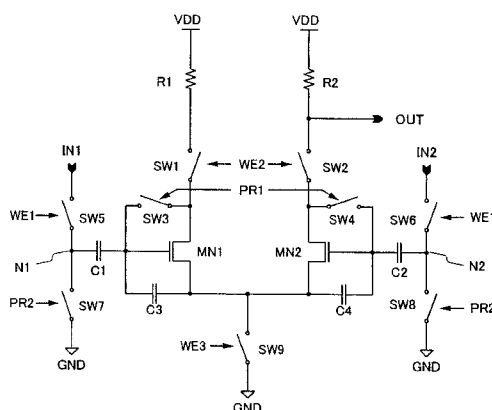 VDD VDD
R1 R2
OUT
IN1 IN2
SW1 WE2 SW2
PR1
WE1 SW5 SW3 SW4 SW6 WE1
N1 C1 MN1 MN2 C2 N2
PR2 SW7 C3 C4 SW8 PR2
WE3 SW9
GND GND
GND